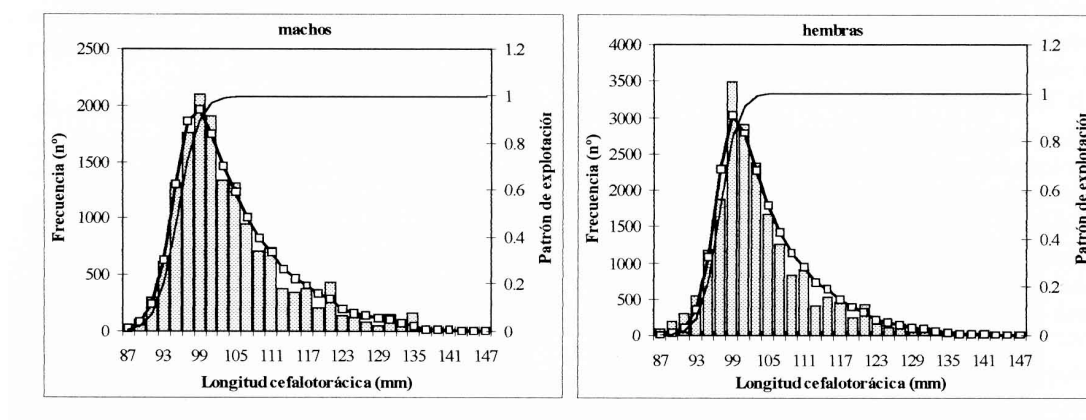 machos
Frecuencia (nº)
2500
2000
1500
1000
500
0
1.2
1
0.8
0.6
0.4
0.2
0
Patrón de explotación
87 93 99 105 111 117 123 129 135 141 147
Longitud cefalotorácica (mm)
hembras
Frecuencia (nº)
4000
3500
3000
2500
2000
1500
1000
500
0
1.2
1
0.8
0.6
0.4
0.2
0
Patrón de explotación
87 93 99 105 111 117 123 129 135 141 147
Longitud cefalotorácica (mm)